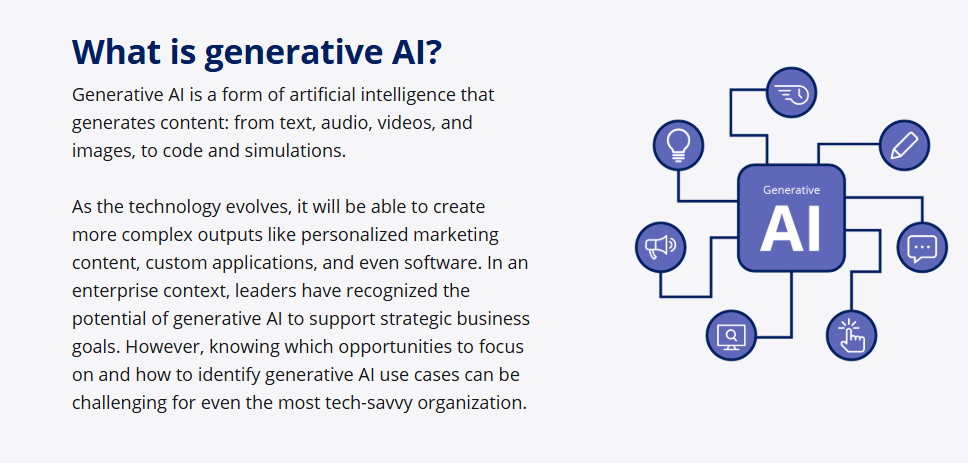 What is generative AI?
Generative AI is a form of artificial intelligence that
generates content: from text, audio, videos, and
images, to code and simulations.
As the technology evolves, it will be able to create
more complex outputs like personalized marketing
content, custom applications, and even software. In an
enterprise context, leaders have recognized the
potential of generative AI to support strategic business
goals. However, knowing which opportunities to focus
on and how to identify generative AI use cases can be
challenging for even the most tech-savvy organization.
Generative
AI